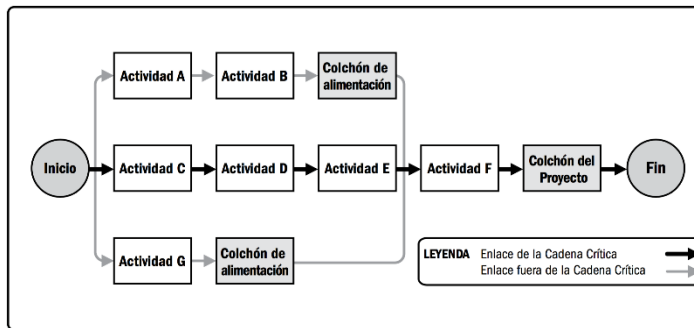 Actividad A
Actividad B
Colchón de
alimentación
Inicio
Actividad C
Actividad D
Actividad E
Actividad F
Colchón del
Proyecto
Fin
Actividad G
Colchón de
alimentación
LEYENDA Enlace de la Cadena Crítica
Enlace fuera de la Cadena Crítica